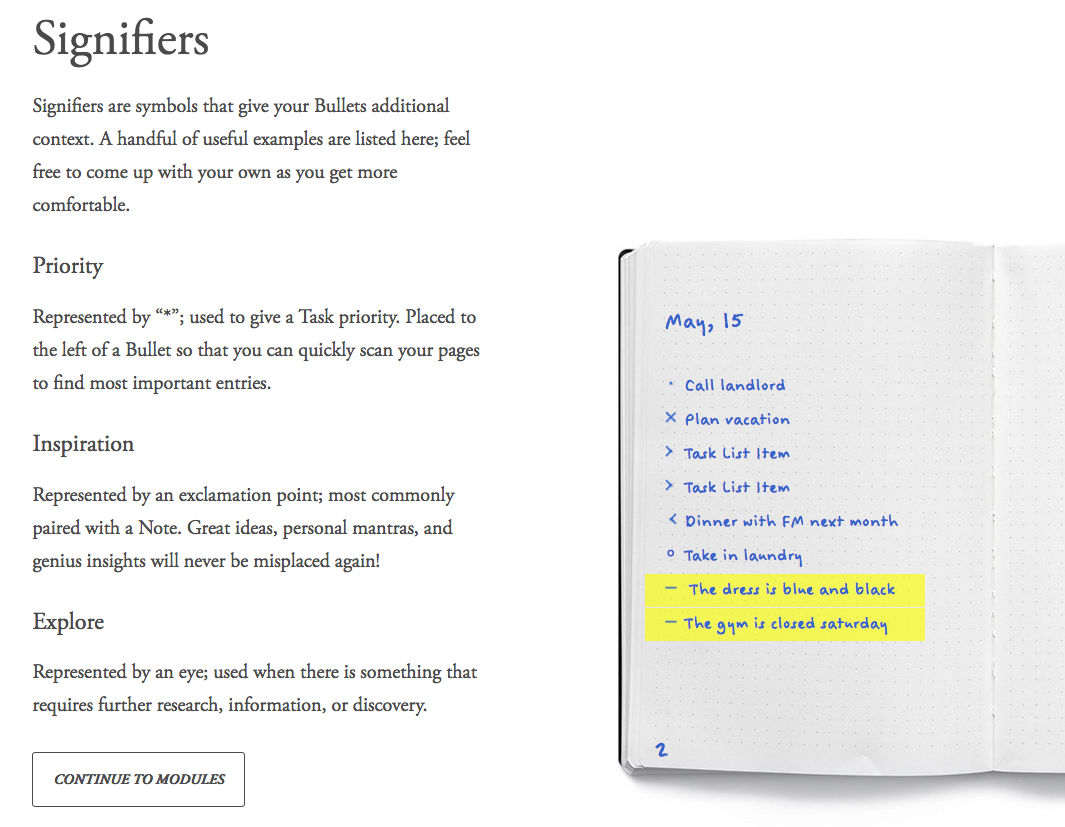 Signifiers
Signifiers are symbols that give your Bullets additional
context. A handful of useful examples are listed here; feel
free to come up with your own as you get more
comfortable.
Priority
Represented by “*”; used to give a Task priority. Placed to
the left of a Bullet so that you can quickly scan your pages
to find most important entries.
Inspiration
Represented by an exclamation point; most commonly
paired with a Note. Great ideas, personal mantras, and
genius insights will never be misplaced again!
Explore
Represented by an eye; used when there is something that
requires further research, information, or discovery.
CONTINUE TO MODULES
May, 15
· Call landlord
× Plan vacation
> Task List Item
> Task List Item
< Dinner with FM next month
o Take in laundry
– The dress is blue and black
– The gym is closed saturday
2